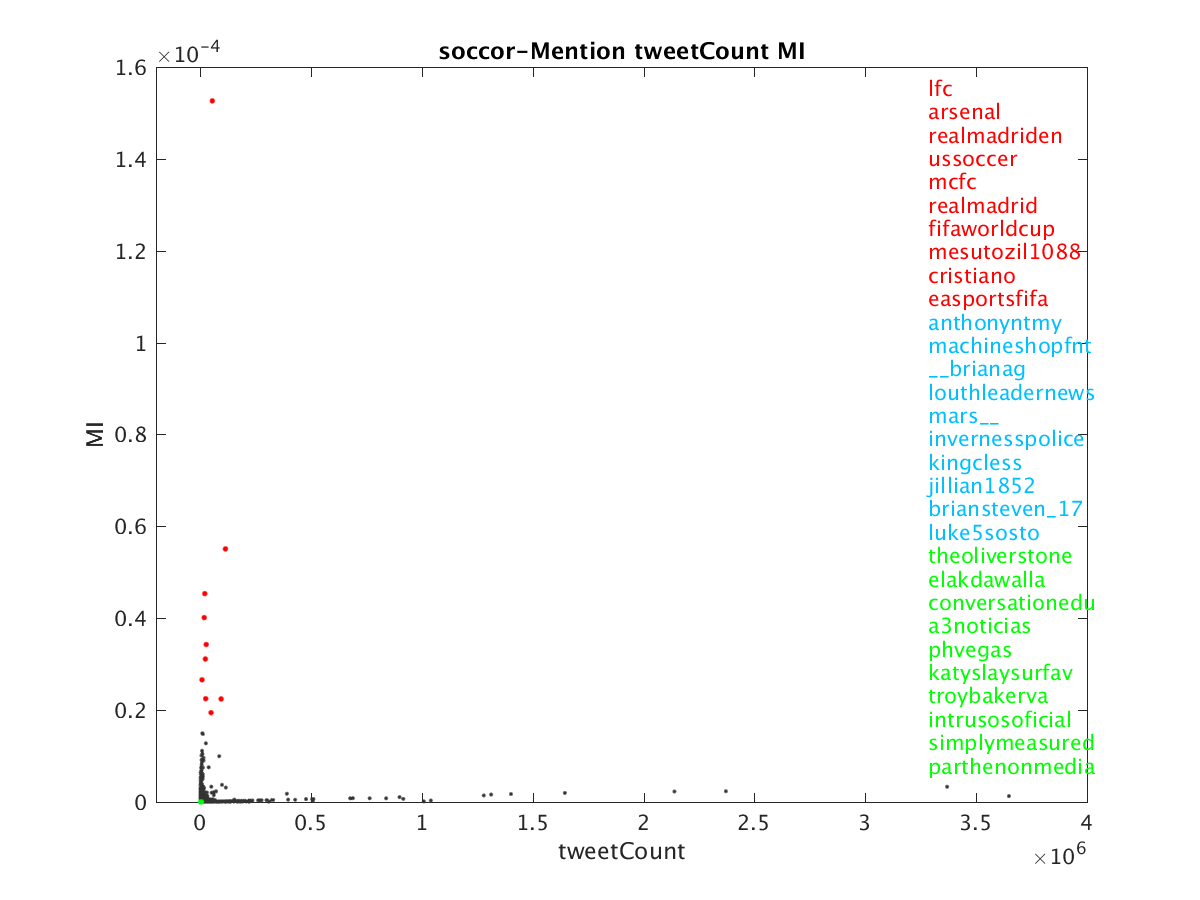 soccor-Mention tweetCount MI
×10⁻⁴
1.6
1.4
1.2
1
0.8
0.6
0.4
0.2
0
MI
lfc
arsenal
realmadriden
ussoccer
mcfc
realmadrid
fifaworldcup
mesutozil1088
cristiano
easportsfifa
anthonyntmy
machineshopfnt
__brianag
louthleadernews
mars__
invernesspolice
kingcless
jillian1852
briansteven_17
luke5sosto
theoliverstone
elakdawalla
conversationedu
a3noticias
phvegas
katyslaysurfav
troybakerva
intrusosoficial
simplymeasured
parthenonmedia
0 0.5 1 1.5 2 2.5 3 3.5 4
tweetCount
×10⁶